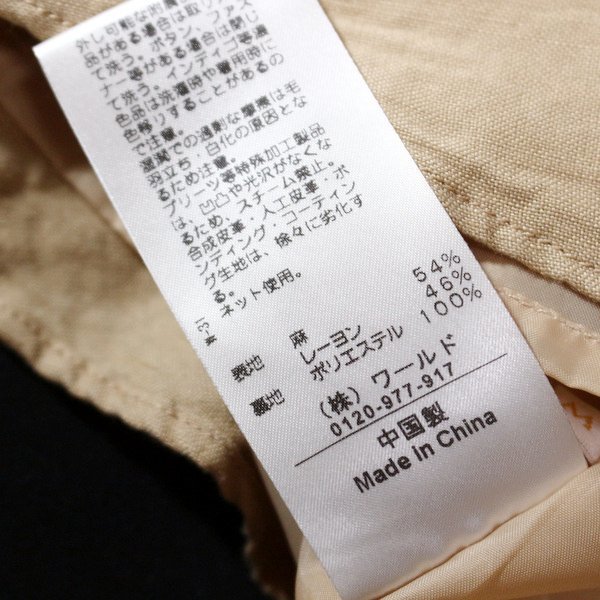 外し可能な附属
品がある場合は取り
て洗う。ボタン、ファス
ナー等がある場合は閉じ
て洗う。インディゴ等濃
色品は洗濯時や着用時に
色移りすることがあるの
で注意。
湿潤での過剰な摩擦は毛
羽立ち・白化の原因とな
るため注意。
プリーツ等特殊加工製品
は、凹凸や光沢がなくな
るため、スチーム禁止。
合成皮革・人工皮革・ボ
ンディング・コーティン
グ生地は、徐々に劣化す
る。
ネット使用。
W-31
表地 麻 54%
レーヨン 46%
裏地 ポリエステル 100%
(株) ワールド
0120-977-917
中国製
Made in China